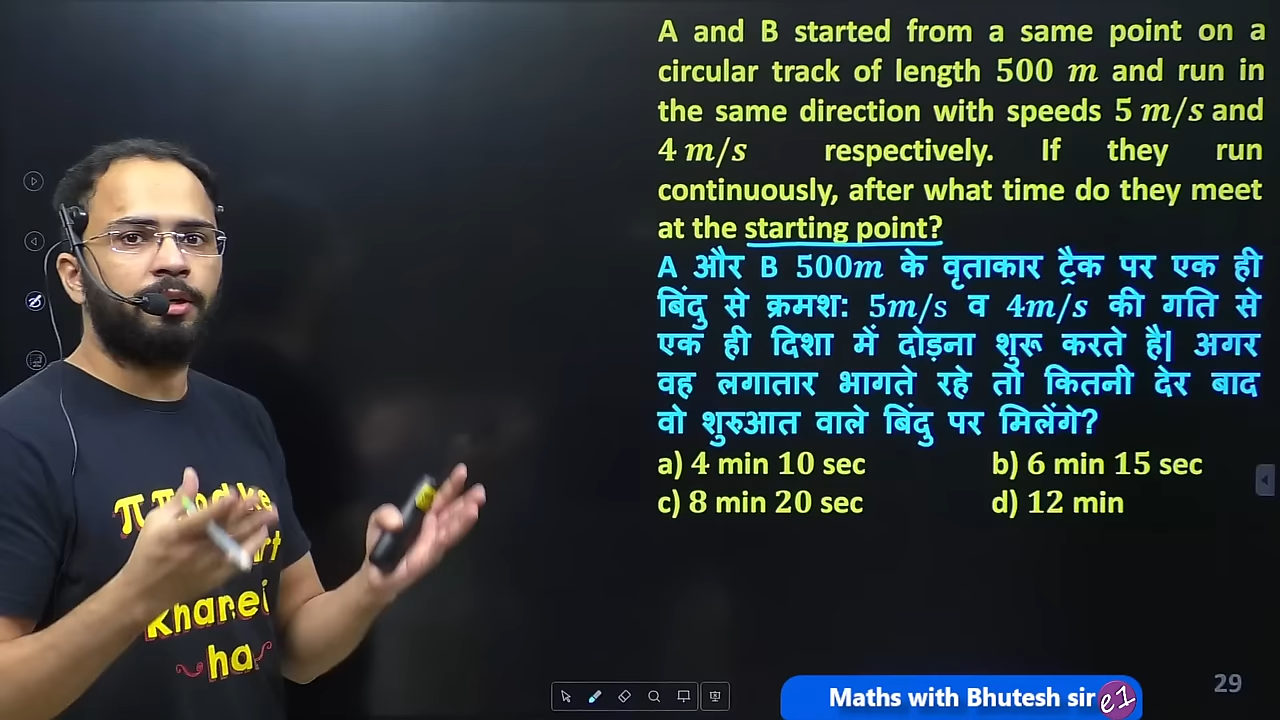 A and B started from a same point on a
circular track of length 500 m and run in
the same direction with speeds 5 m/s and
4 m/s respectively. If they run
continuously, after what time do they meet
at the starting point?
A और B 500m के वृताकार ट्रैक पर एक ही
बिंदु से क्रमश: 5m/s व 4m/s की गति से
एक ही दिशा में दोड़ना शुरू करते है| अगर
वह लगातार भागते रहे तो कितनी देर बाद
वो शुरुआत वाले बिंदु पर मिलेंगे?
a) 4 min 10 sec b) 6 min 15 sec
c) 8 min 20 sec d) 12 min
khane
ha
Maths with Bhutesh sir e1
29